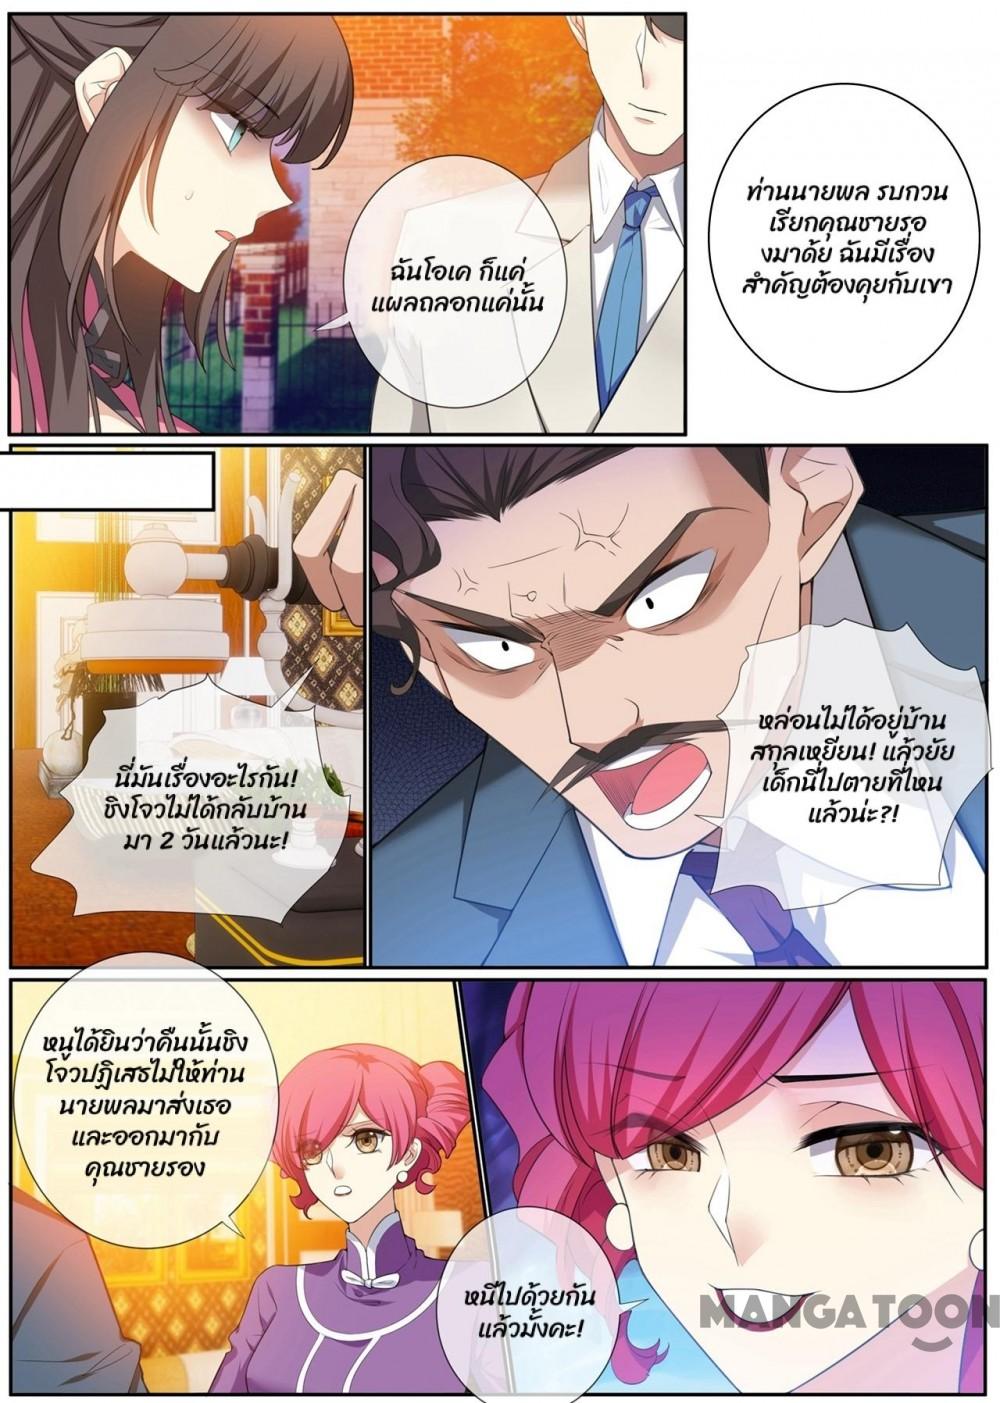 ท่านนายพล รบกวน
เรียกคุณชายรอ
งมาด้ย ฉันมีเรื่อง
สำคัญต้องคุยกับเขา
ฉันโอเค ก็แค่
แผลถลอกแค่นั้น
นี่มันเรื่องอะไรกัน!
ชิงโจวไม่ได้กลับบ้าน
มา 2 วันแล้วนะ!
หล่อนไม่ได้อยู่บ้าน
สกุลเหยียน! แล้วยัย
เด็กนี่ไปตายที่ไหน
แล้วน่ะ?!
หนูได้ยินว่าคืนนั้นชิง
โจวปฏิเสธไม่ให้ท่าน
นายพลมาส่งเธอ
และออกมากับ
คุณชายรอง
หนีไปด้วยกัน
แล้วมั้งคะ!
MANGATOON